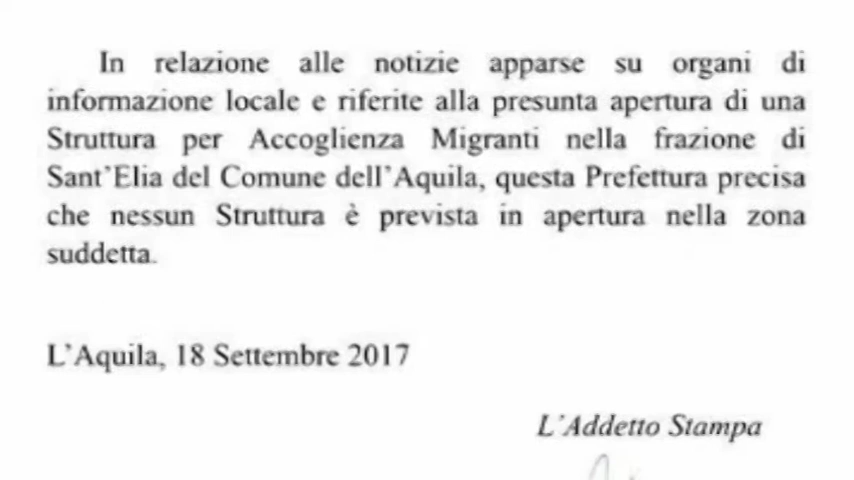 In relazione alle notizie apparse su organi di
informazione locale e riferite alla presunta apertura di una
Struttura per Accoglienza Migranti nella frazione di
Sant'Elia del Comune dell'Aquila, questa Prefettura precisa
che nessun Struttura è prevista in apertura nella zona
suddetta.
L'Aquila, 18 Settembre 2017
L'Addetto Stampa